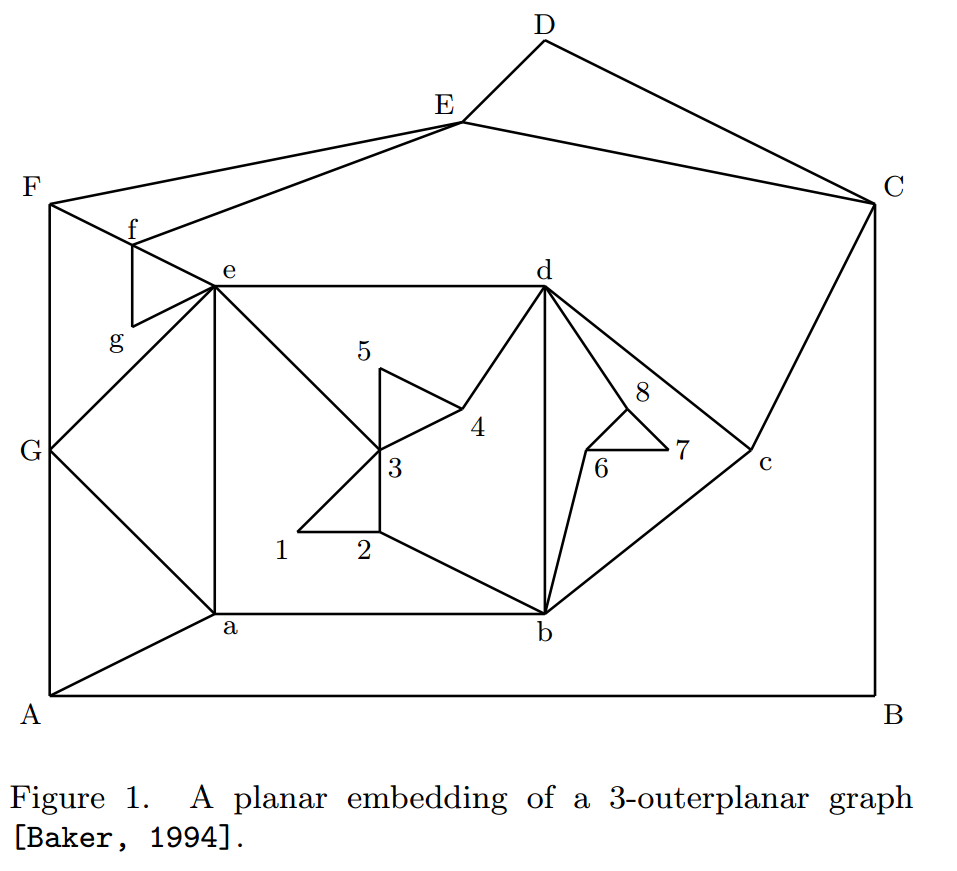 D
E
F
C
f
e
d
g
5
8
4
G
3
6
7
c
1
2
a
b
A
B
Figure 1. A planar embedding of a 3-outerplanar graph
[Baker, 1994].